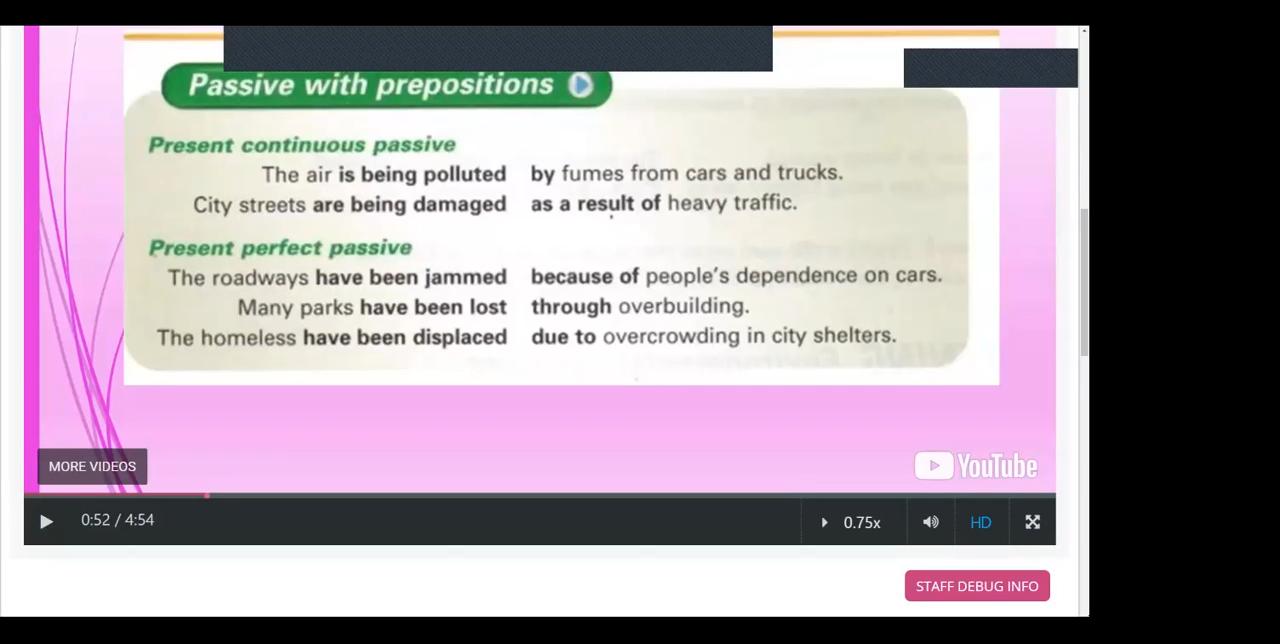 Passive with prepositions
Present continuous passive
The air is being polluted by fumes from cars and trucks.
City streets are being damaged as a result of heavy traffic.
Present perfect passive
The roadways have been jammed because of people's dependence on cars.
Many parks have been lost through overbuilding.
The homeless have been displaced due to overcrowding in city shelters.
MORE VIDEOS
YouTube
0:52 / 4:54
0.75x
HD
STAFF DEBUG INFO